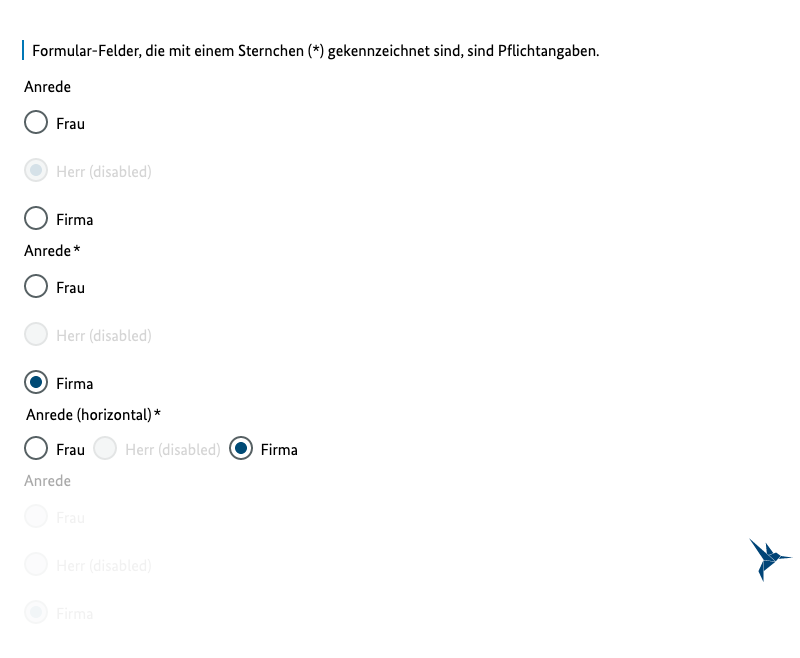 Formular-Felder, die mit einem Sternchen (*) gekennzeichnet sind, sind Pflichtangaben.
Anrede
Frau
Herr (disabled)
Firma
Anrede*
Frau
Herr (disabled)
Firma
Anrede (horizontal)*
Frau Herr (disabled) Firma
Anrede
Frau
Herr (disabled)
Firma